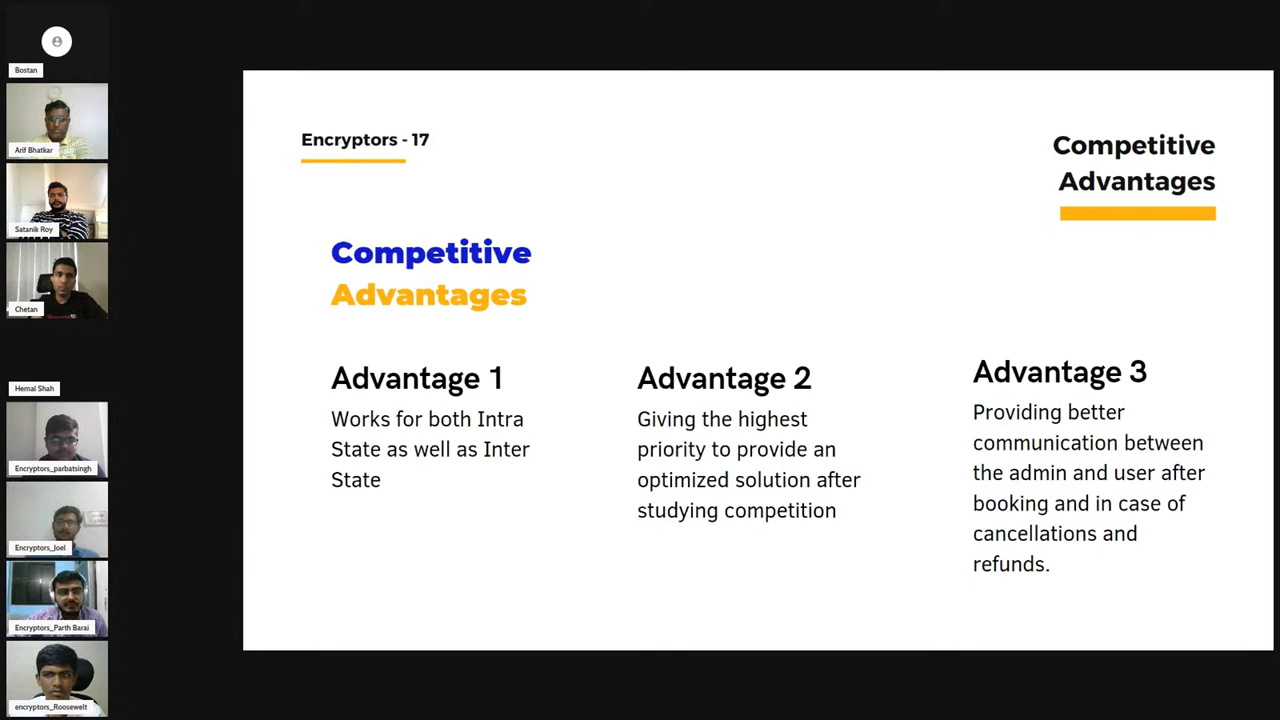 Bostan
Arif Bhatkar
Satanik Roy
Chetan
Hemal Shah
Encryptors_parbatsingh
Encryptors_Joel
Encryptors_Parth Barai
encryptors_Roosewelt
Encryptors - 17
Competitive
Advantages
Competitive
Advantages
Advantage 1
Works for both Intra
State as well as Inter
State
Advantage 2
Giving the highest
priority to provide an
optimized solution after
studying competition
Advantage 3
Providing better
communication between
the admin and user after
booking and in case of
cancellations and
refunds.